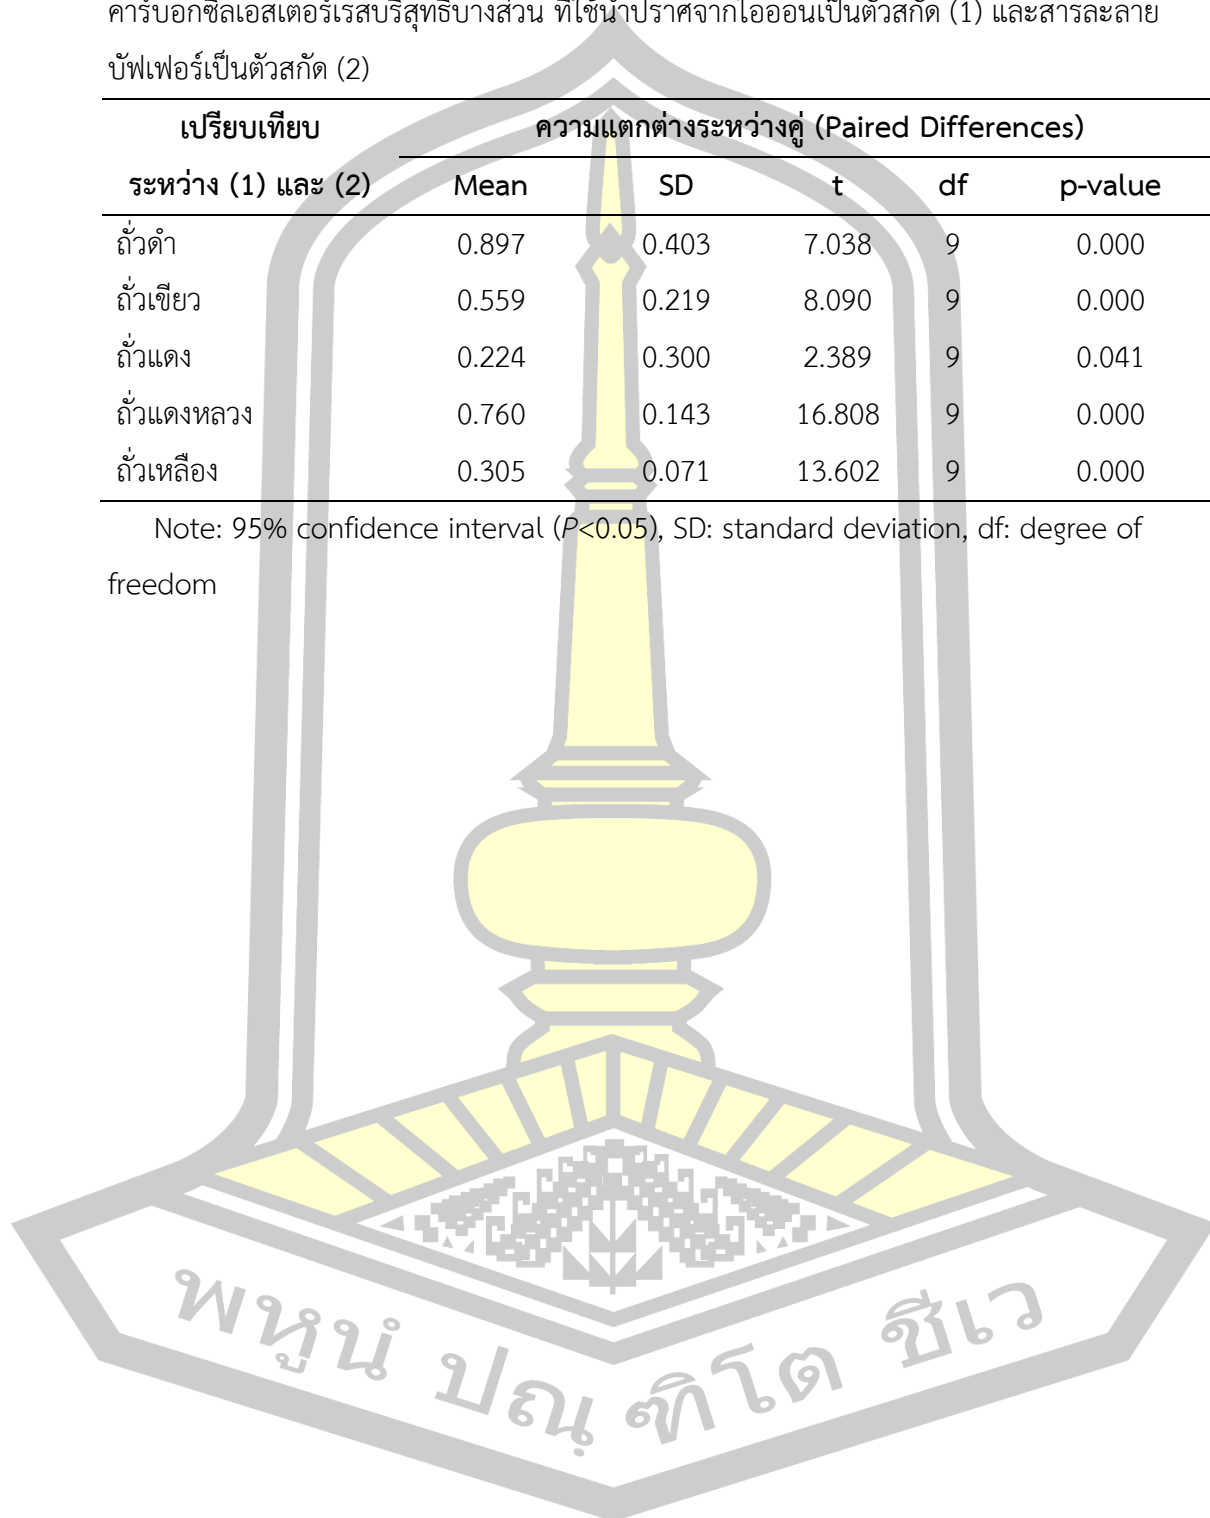 คาร์บอกซิลเอสเตอร์เรสบริสุทธิ์บางส่วน ที่ใช้น้ำปราศจากไอออนเป็นตัวสกัด (1) และสารละลาย
บัฟเฟอร์เป็นตัวสกัด (2)
เปรียบเทียบ ความแตกต่างระหว่างคู่ (Paired Differences)
ระหว่าง (1) และ (2) Mean SD t df p-value
ถั่วดำ 0.897 0.403 7.038 9 0.000
ถั่วเขียว 0.559 0.219 8.090 9 0.000
ถั่วแดง 0.224 0.300 2.389 9 0.041
ถั่วแดงหลวง 0.760 0.143 16.808 9 0.000
ถั่วเหลือง 0.305 0.071 13.602 9 0.000
Note: 95% confidence interval (P<0.05), SD: standard deviation, df: degree of
freedom
พหูนํ ปณฺฑิโต ชีเว